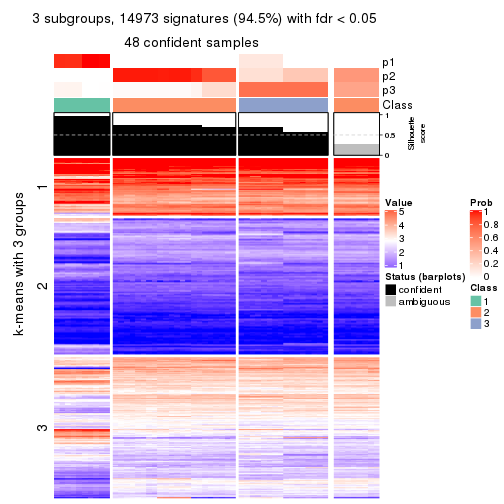 3 subgroups, 14973 signatures (94.5%) with fdr < 0.05
48 confident samples
p1
p2
p3
Class
1
0.5
0
Silhouette
score
k-means with 3 groups
1
2
3
Value
5
4
3
2
1
Status (barplots)
confident
ambiguous
Prob
1
0.8
0.6
0.4
0.2
0
Class
1
2
3